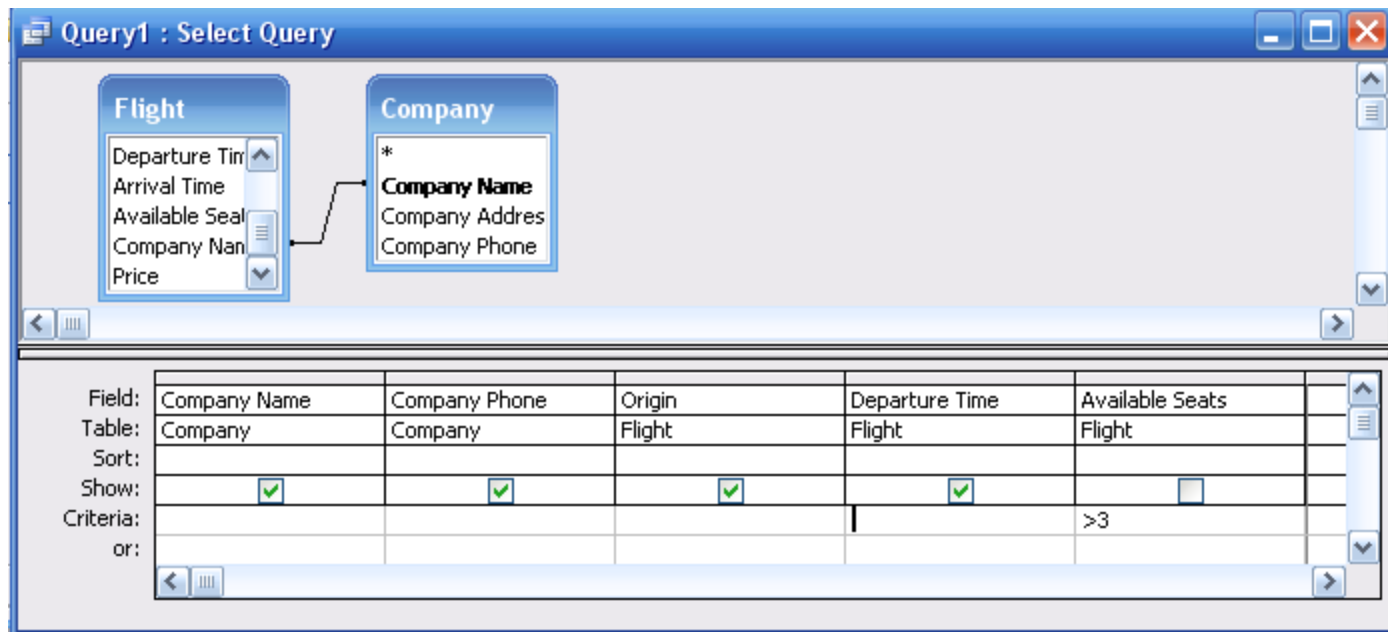 Query1 : Select Query
Flight
Departure Tim
Arrival Time
Available Seat
Company Nam
Price
Company
*
Company Name
Company Addres
Company Phone
Field: Company Name Company Phone Origin Departure Time Available Seats
Table: Company Company Flight Flight Flight
Sort:
Show:
Criteria: >3
or: